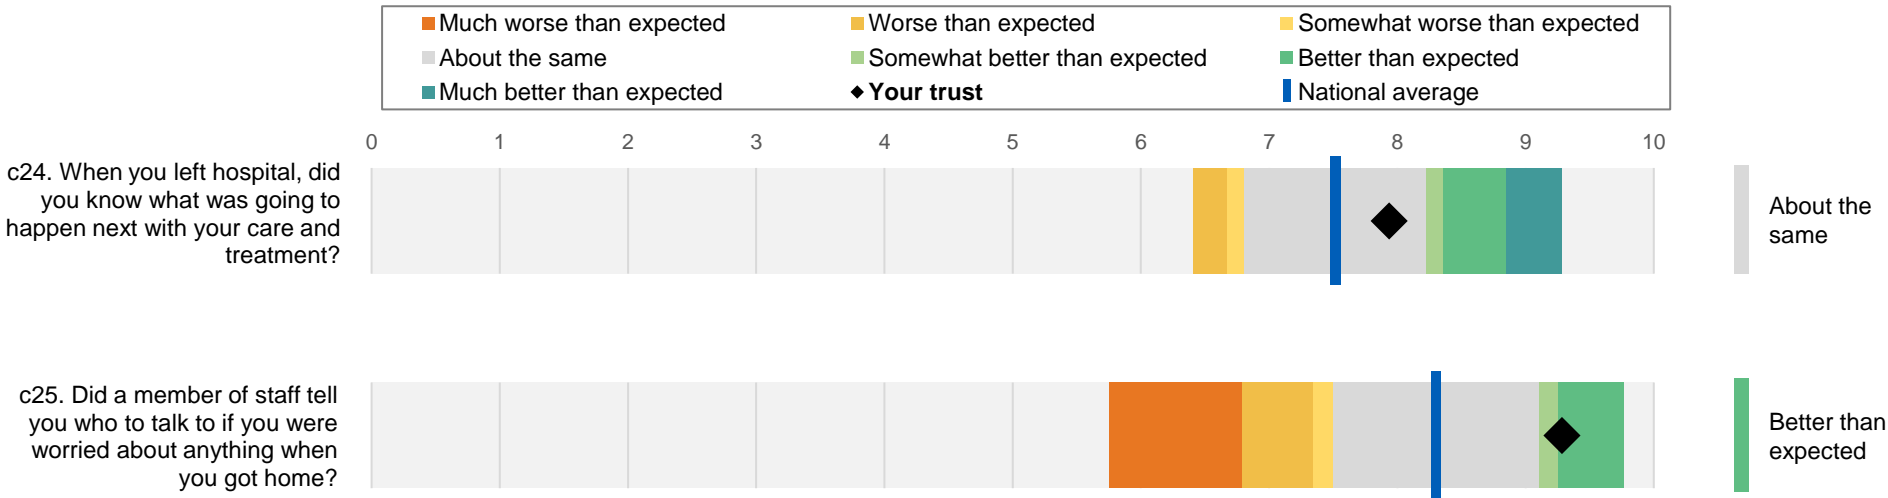 Much worse than expected
Worse than expected
Somewhat worse than expected
About the same
Somewhat better than expected
Better than expected
Much better than expected
Your trust
National average
0 1 2 3 4 5 6 7 8 9 10
c24. When you left hospital, did
you know what was going to
happen next with your care and
treatment?
About the
same
c25. Did a member of staff tell
you who to talk to if you were
worried about anything when
you got home?
Better than
expected